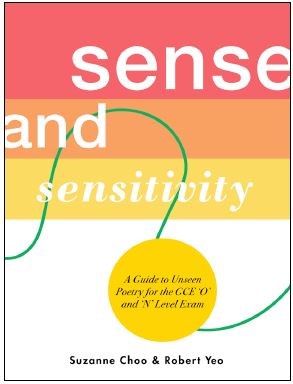 sense
and
sensitivity
A Guide to Unseen
Poetry for the GCE 'O'
and 'N' Level Exam
Suzanne Choo & Robert Yeo